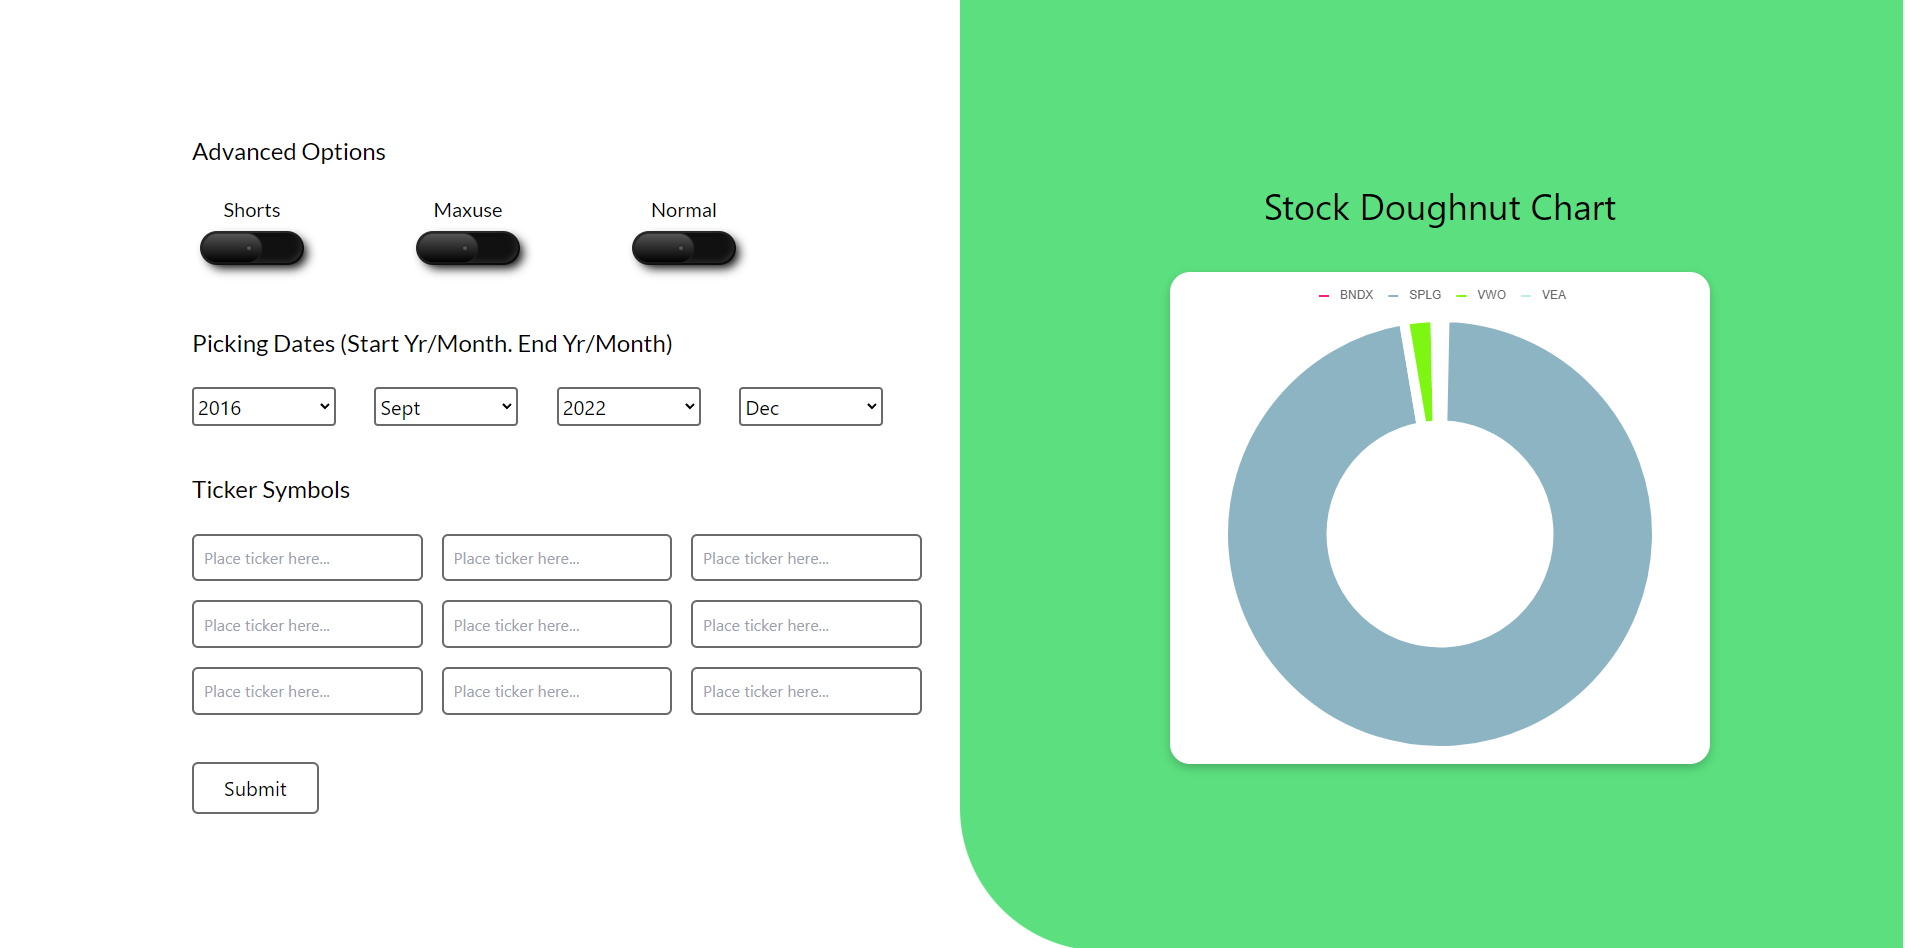 Advanced Options
Shorts Maxuse Normal
Picking Dates (Start Yr/Month. End Yr/Month)
2016 Sept 2022 Dec
Ticker Symbols
Place ticker here... Place ticker here... Place ticker here...
Place ticker here... Place ticker here... Place ticker here...
Place ticker here... Place ticker here... Place ticker here...
Submit
Stock Doughnut Chart
BNDX SPLG VWO VEA